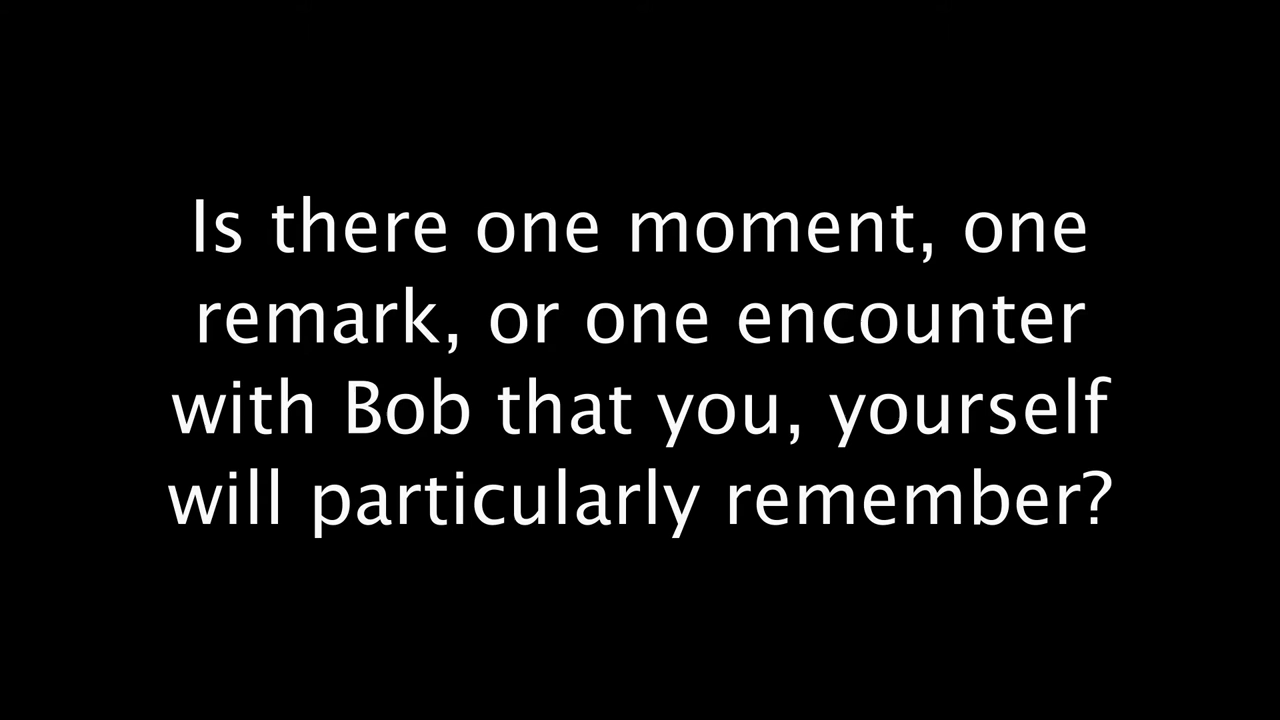 Is there one moment, one
remark, or one encounter
with Bob that you, yourself
will particularly remember?